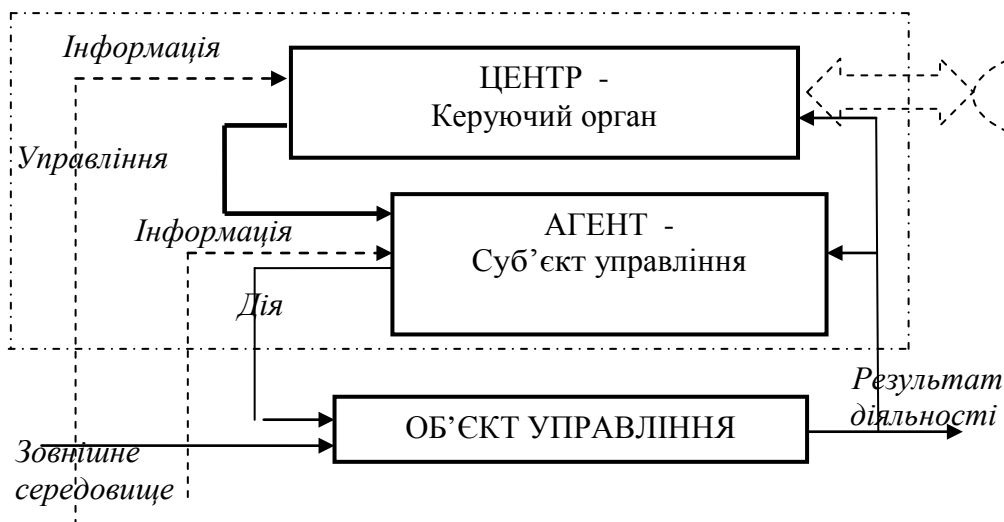 Інформація
ЦЕНТР -
Керуючий орган
Управління
Інформація
АГЕНТ -
Суб’єкт управління
Дія
Результат
діяльності
ОБ’ЄКТ УПРАВЛІННЯ
Зовнішнє
середовище